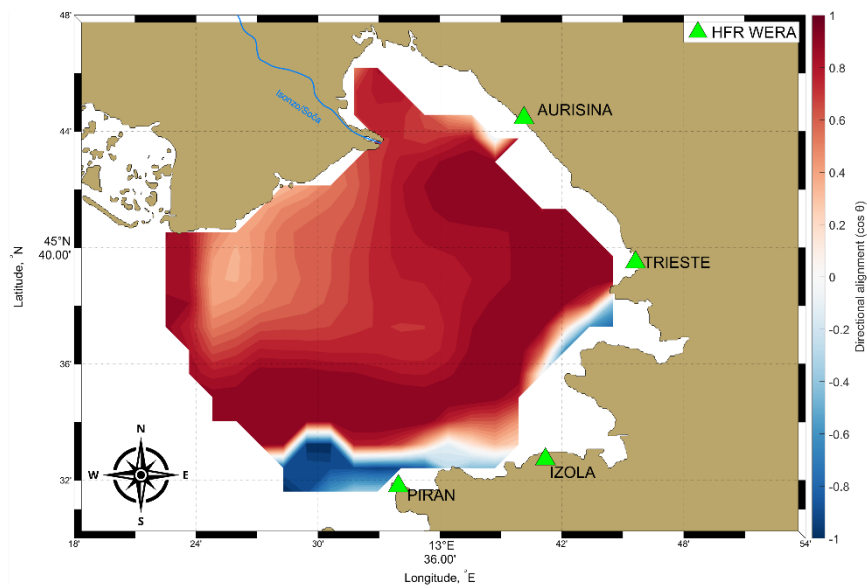 48'
HFR WERA
AURISINA
Isonzo/Soča
44'
45°N
40.00'
TRIESTE
36'
N
W E
S
32'
PIRAN
IZOLA
18' 24' 30' 13°E 42' 48' 54'
36.00'
Latitude, °N
Longitude, °E
1
0.8
0.6
0.4
0.2
0
-0.2
-0.4
-0.6
-0.8
-1
Directional alignment (cos θ)